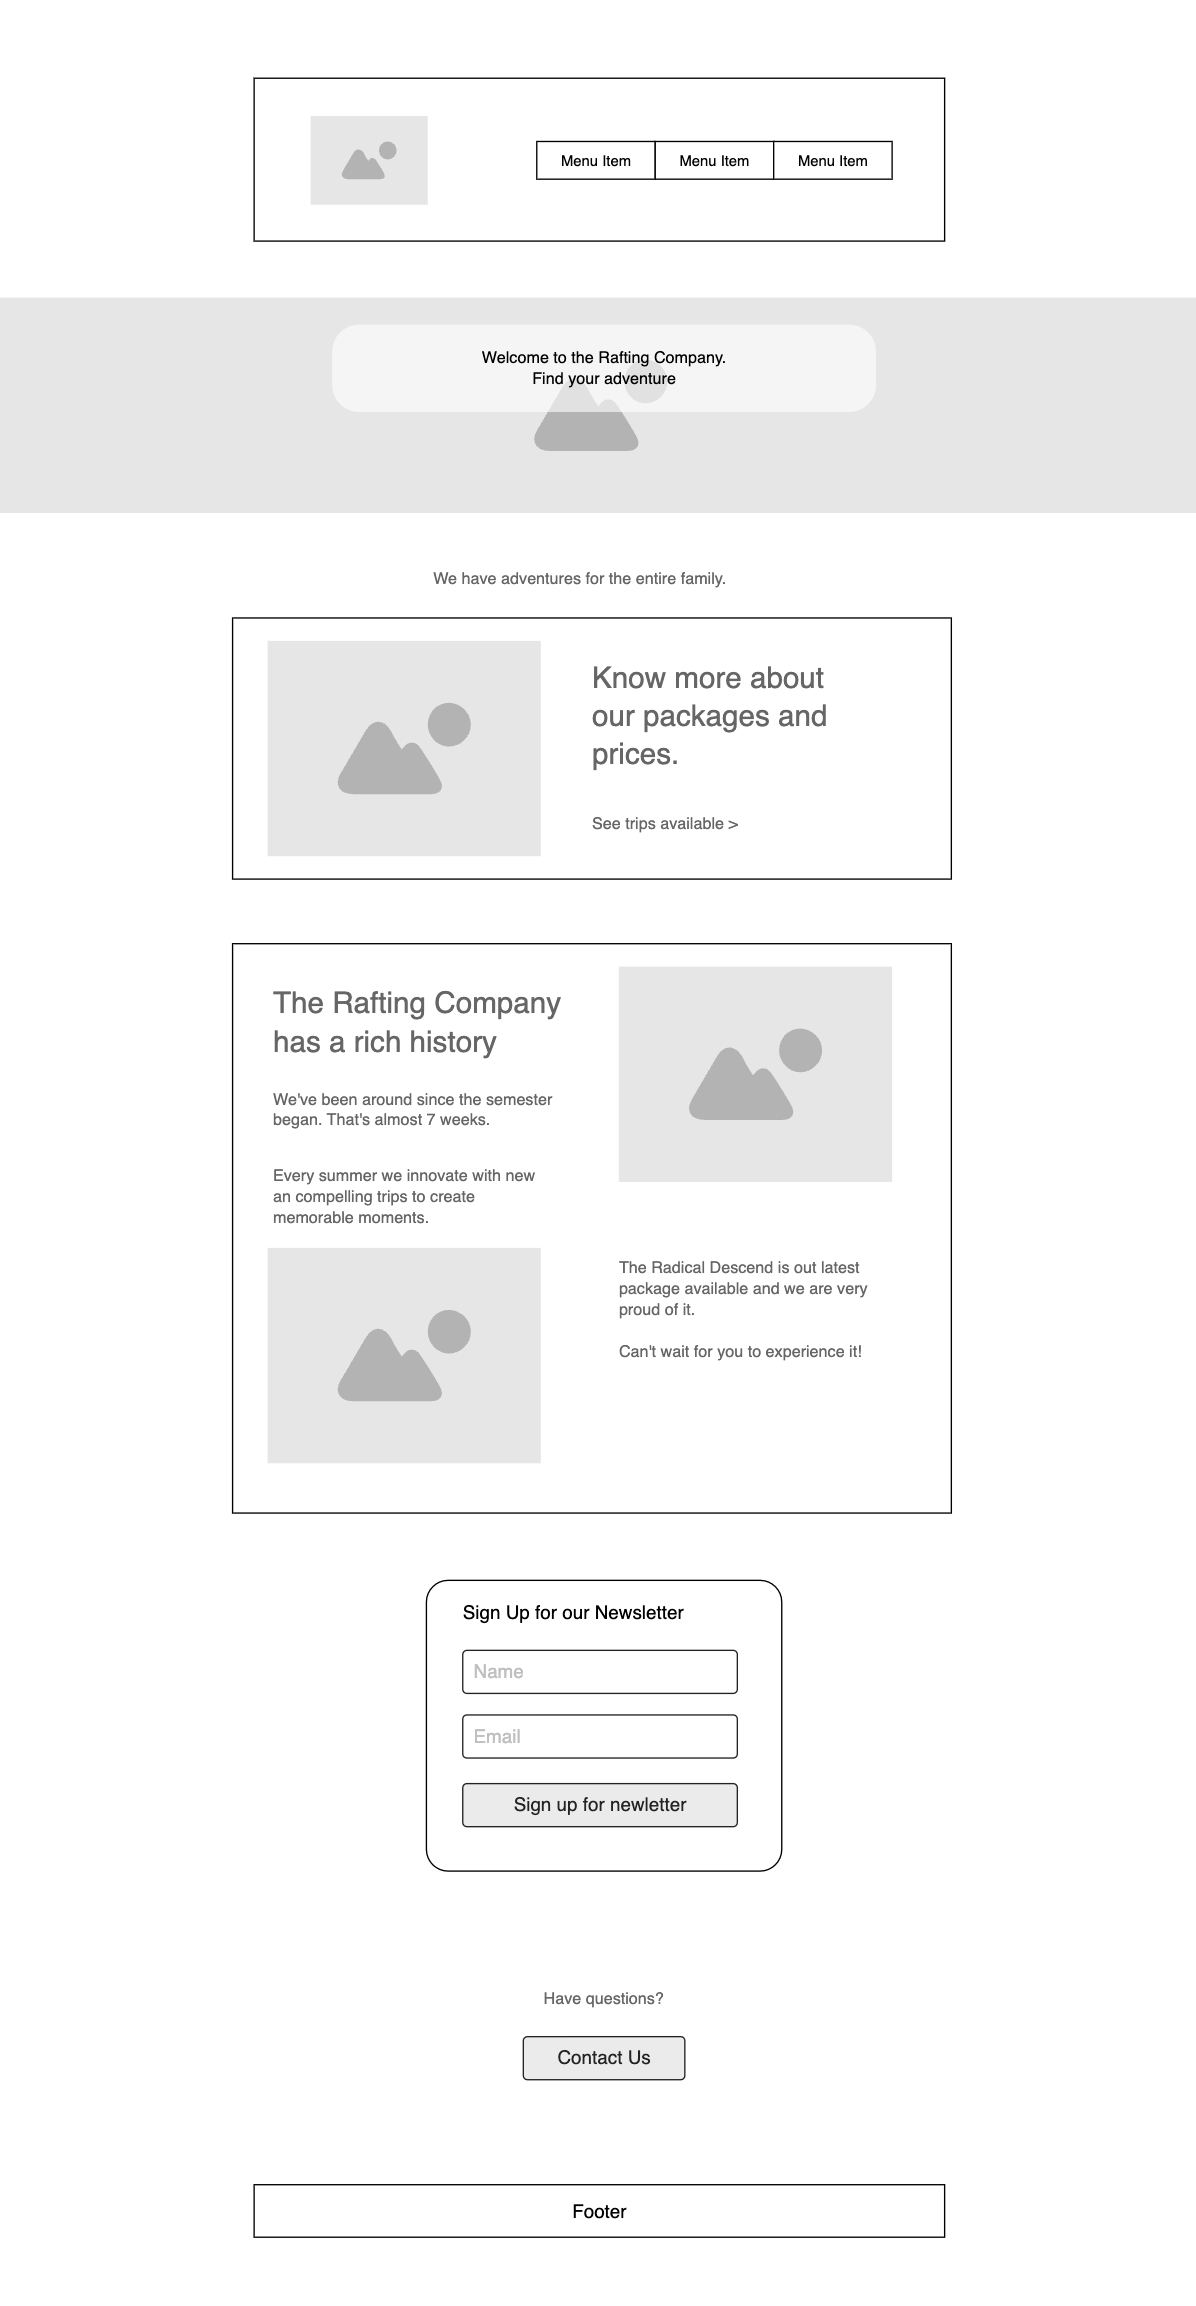 Menu Item
Menu Item
Menu Item
Welcome to the Rafting Company.
Find your adventure
We have adventures for the entire family.
Know more about
our packages and
prices.
See trips available >
The Rafting Company
has a rich history
We've been around since the semester
began. That's almost 7 weeks.
Every summer we innovate with new
an compelling trips to create
memorable moments.
The Radical Descend is out latest
package available and we are very
proud of it.
Can't wait for you to experience it!
Sign Up for our Newsletter
Name
Email
Sign up for newletter
Have questions?
Contact Us
Footer